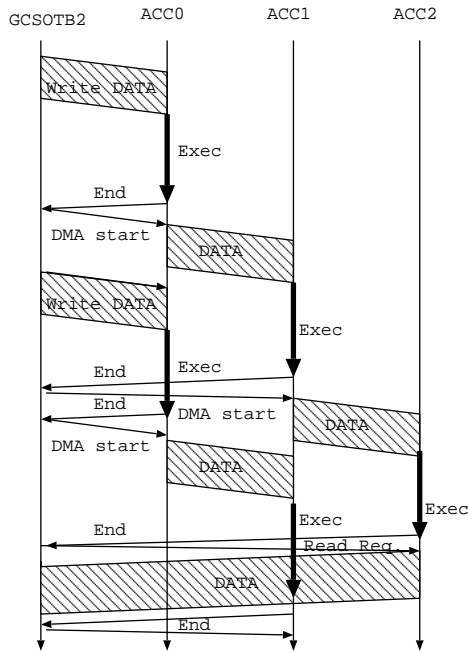 GCSOTB2 ACC0 ACC1 ACC2
Write DATA
Exec
End
DMA start
DATA
Write DATA
Exec
Exec
End
End
DMA start
DATA
DMA start
DATA
Exec
Exec
End
Read Req.
DATA
End